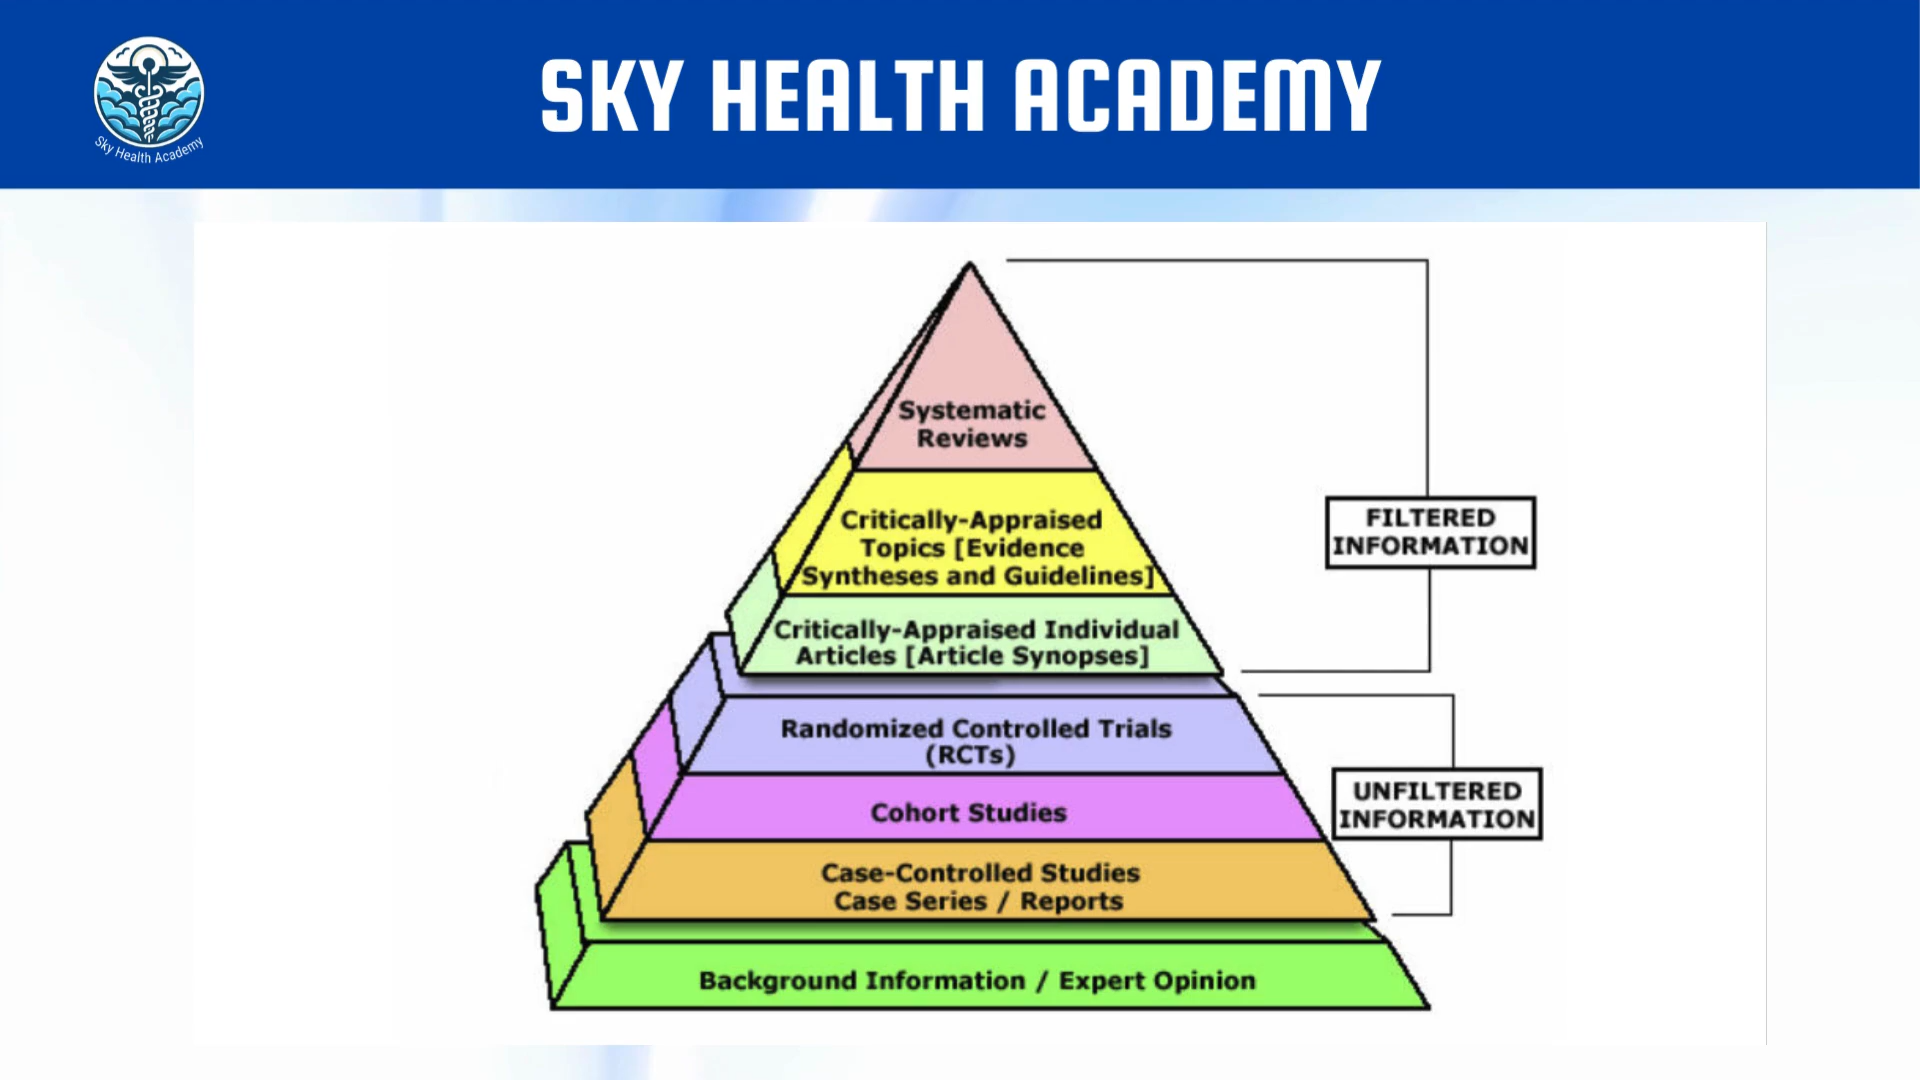 SKY HEALTH ACADEMY
Sky Health Academy
Systematic
Reviews
Critically-Appraised
Topics [Evidence
Syntheses and Guidelines]
Critically-Appraised Individual
Articles [Article Synopses]
FILTERED
INFORMATION
Randomized Controlled Trials
(RCTs)
Cohort Studies
Case-Controlled Studies
Case Series / Reports
UNFILTERED
INFORMATION
Background Information / Expert Opinion